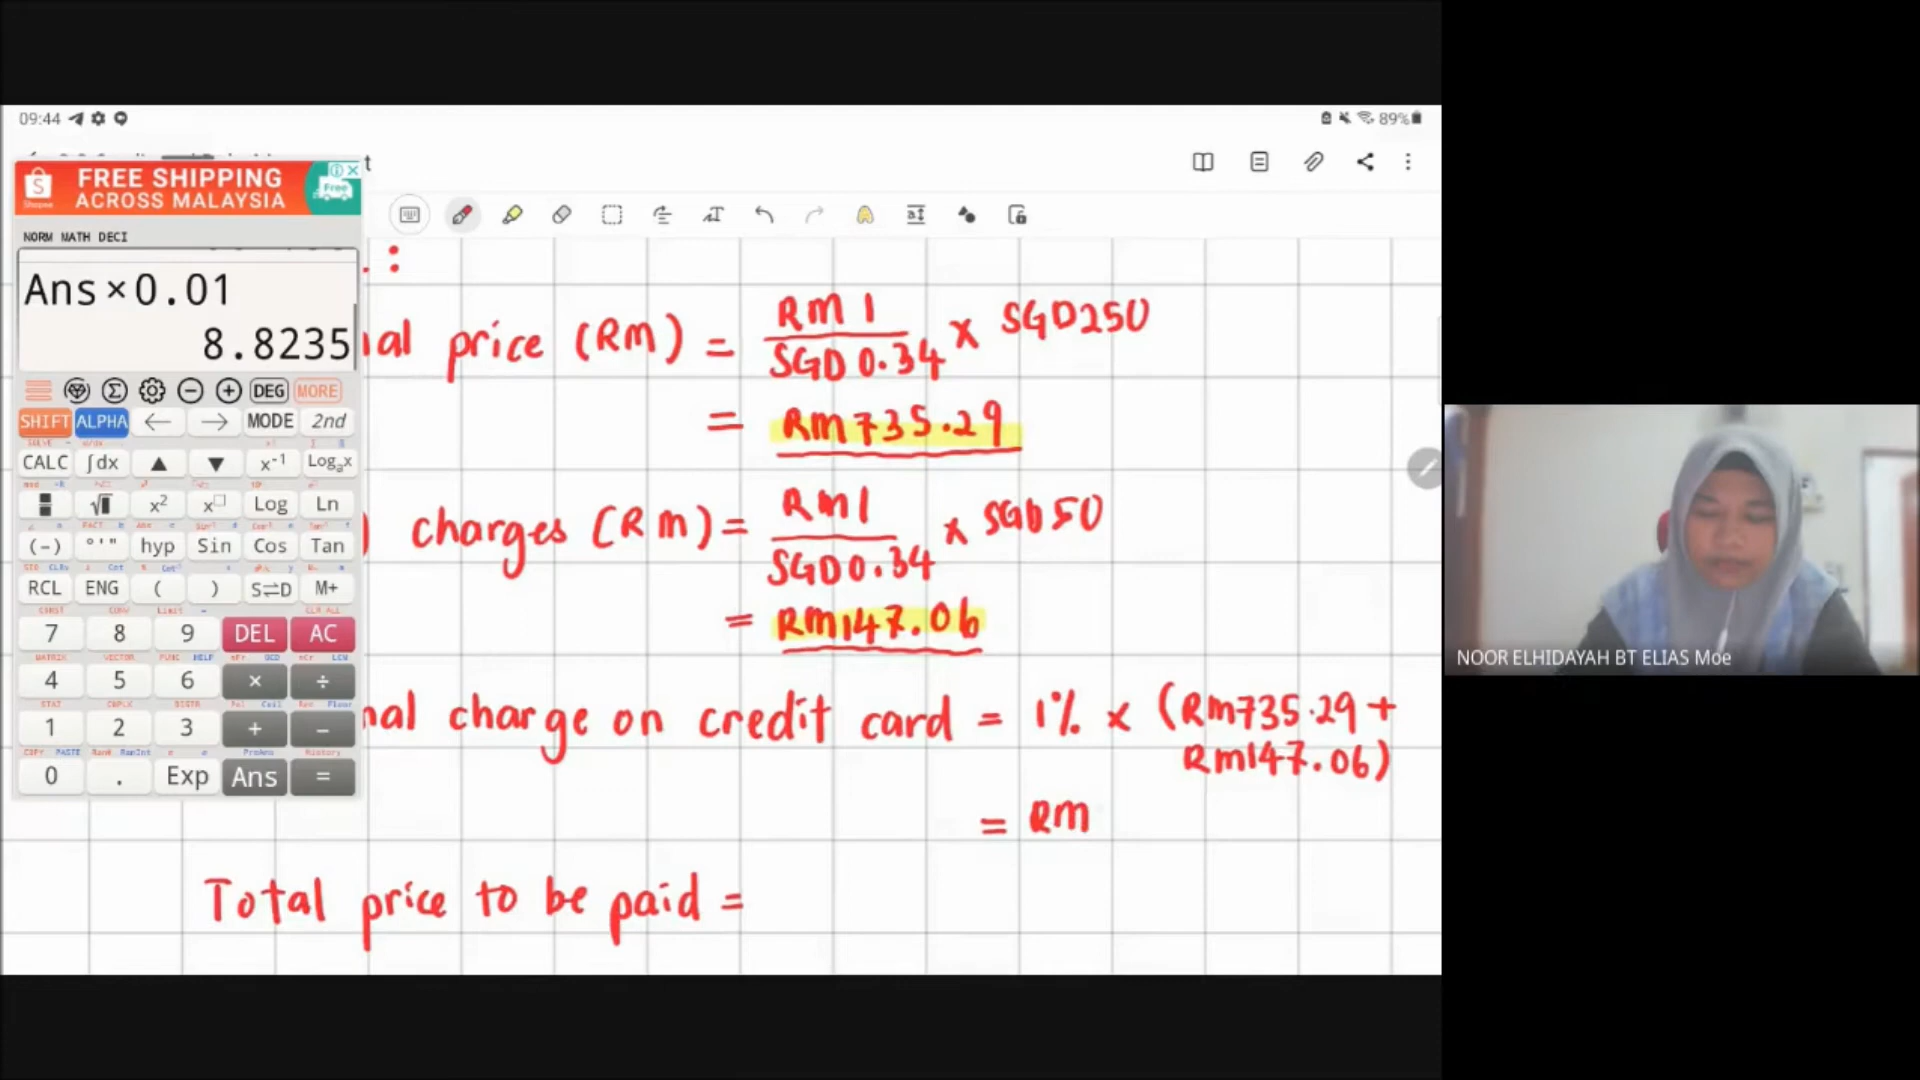 09:44
89%
t
FREE SHIPPING
ACROSS MALAYSIA
Shopee
Free
NORM MATH DECI
Ans×0.01
8.8235
DEG MORE
SHIFT ALPHA ← → MODE 2nd
CALC ∫dx ▲ ▼ x⁻¹ Logₐx
√ x² x□ Log Ln
(−) °'" hyp Sin Cos Tan
RCL ENG ( ) S⇌D M+
7 8 9 DEL AC
4 5 6 × ÷
1 2 3 + −
0 . Exp Ans =
. :
al price (RM) = RM 1 / SGD 0.34 × SGD250
= RM735.29
) charges (RM) = RM1 / SGD0.34 × SGD50
= RM147.06
nal charge on credit card = 1% × (RM735.29 +
RM147.06)
= RM
Total price to be paid =
NOOR ELHIDAYAH BT ELIAS Moe